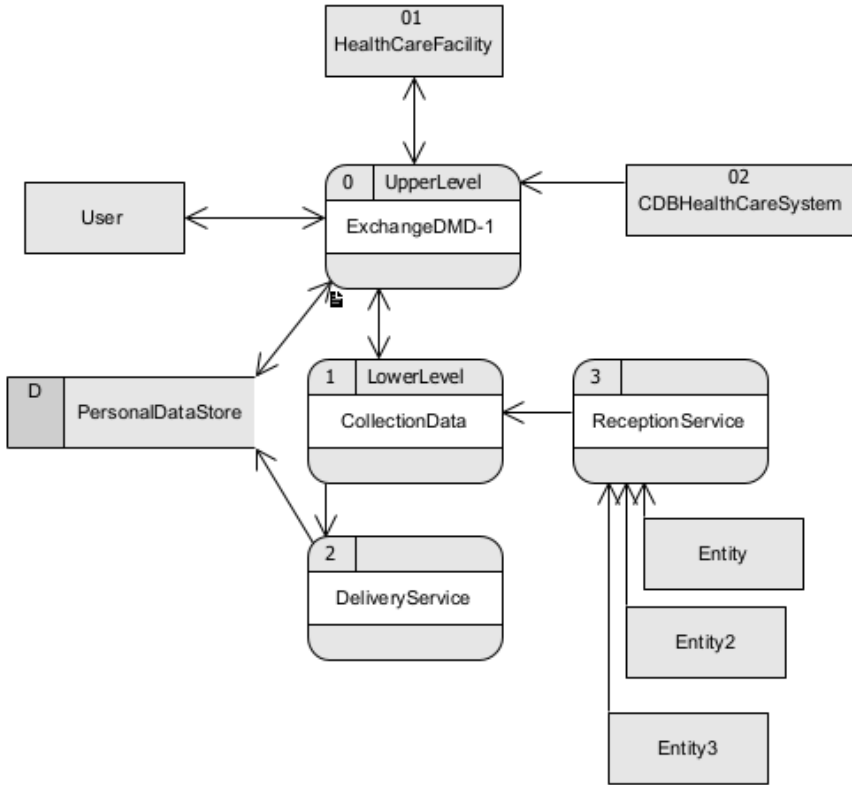 01
HealthCareFacility
0 UpperLevel
ExchangeDMD-1
02
CDBHealthCareSystem
User
1 LowerLevel
CollectionData
3
ReceptionService
D
PersonalDataStore
2
DeliveryService
Entity
Entity2
Entity3